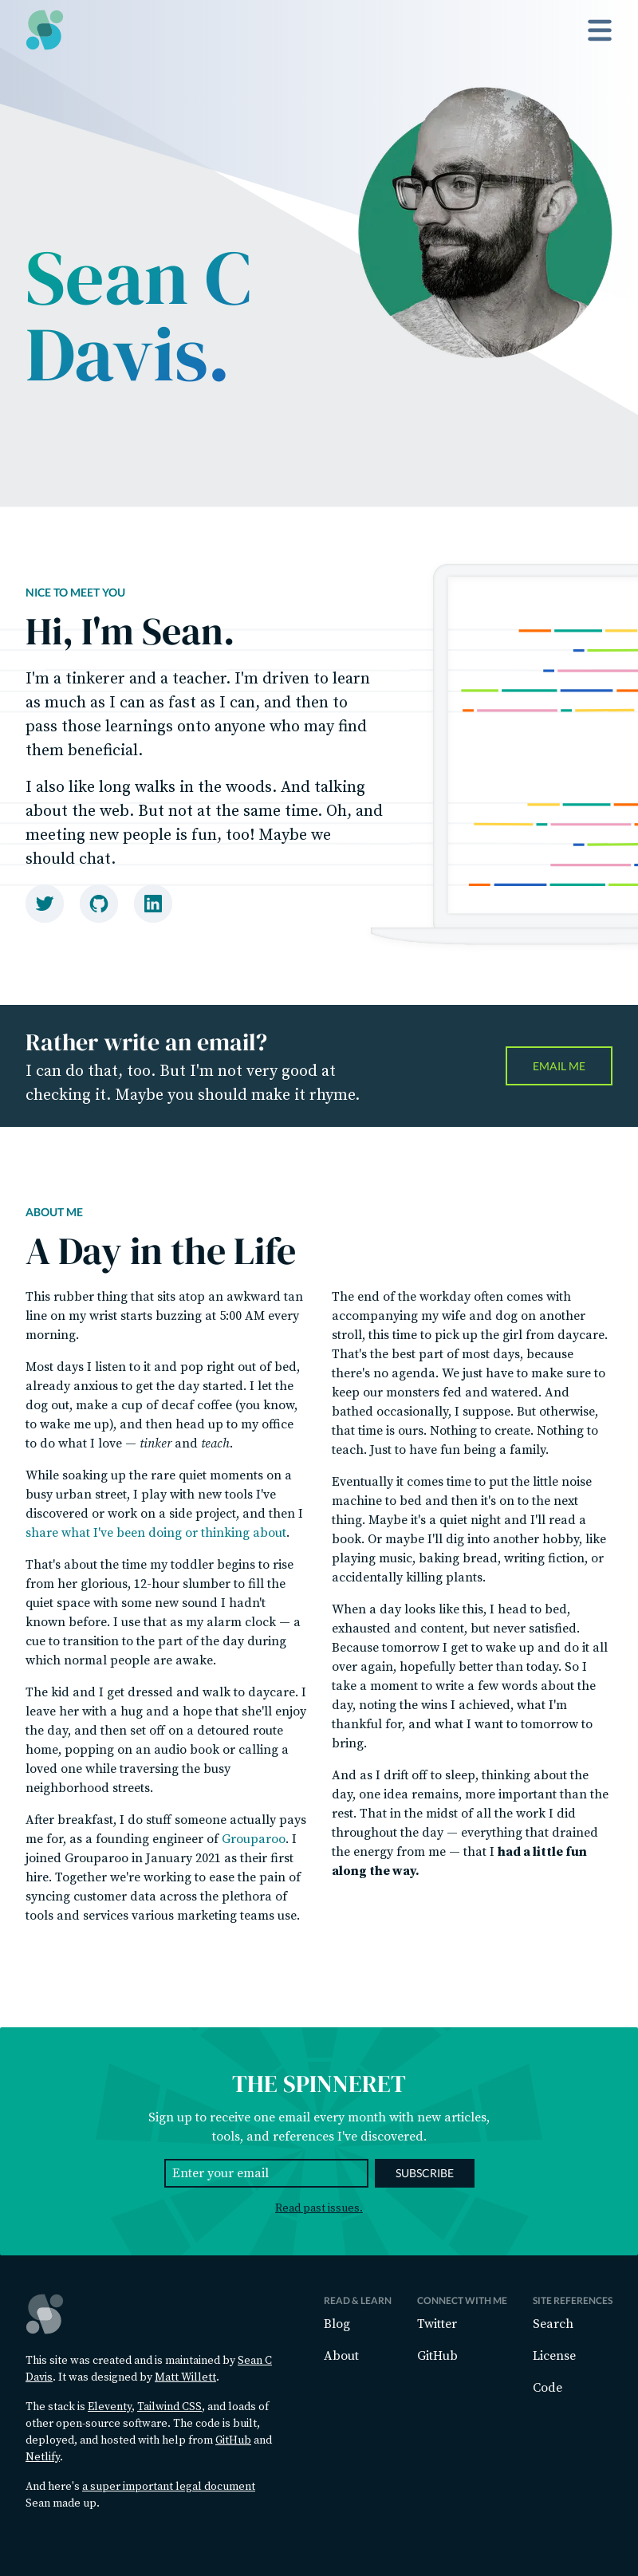 Sean C
Davis.
NICE TO MEET YOU
Hi, I'm Sean.
I'm a tinkerer and a teacher. I'm driven to learn
as much as I can as fast as I can, and then to
pass those learnings onto anyone who may find
them beneficial.
I also like long walks in the woods. And talking
about the web. But not at the same time. Oh, and
meeting new people is fun, too! Maybe we
should chat.
Rather write an email?
I can do that, too. But I'm not very good at
checking it. Maybe you should make it rhyme.
EMAIL ME
ABOUT ME
A Day in the Life
This rubber thing that sits atop an awkward tan
line on my wrist starts buzzing at 5:00 AM every
morning.
Most days I listen to it and pop right out of bed,
already anxious to get the day started. I let the
dog out, make a cup of decaf coffee (you know,
to wake me up), and then head up to my office
to do what I love — tinker and teach.
While soaking up the rare quiet moments on a
busy urban street, I play with new tools I've
discovered or work on a side project, and then I
share what I've been doing or thinking about.
That's about the time my toddler begins to rise
from her glorious, 12-hour slumber to fill the
quiet space with some new sound I hadn't
known before. I use that as my alarm clock — a
cue to transition to the part of the day during
which normal people are awake.
The kid and I get dressed and walk to daycare. I
leave her with a hug and a hope that she'll enjoy
the day, and then set off on a detoured route
home, popping on an audio book or calling a
loved one while traversing the busy
neighborhood streets.
After breakfast, I do stuff someone actually pays
me for, as a founding engineer of Grouparoo. I
joined Grouparoo in January 2021 as their first
hire. Together we're working to ease the pain of
syncing customer data across the plethora of
tools and services various marketing teams use.
The end of the workday often comes with
accompanying my wife and dog on another
stroll, this time to pick up the girl from daycare.
That's the best part of most days, because
there's no agenda. We just have to make sure to
keep our monsters fed and watered. And
bathed occasionally, I suppose. But otherwise,
that time is ours. Nothing to create. Nothing to
teach. Just to have fun being a family.
Eventually it comes time to put the little noise
machine to bed and then it's on to the next
thing. Maybe it's a quiet night and I'll read a
book. Or maybe I'll dig into another hobby, like
playing music, baking bread, writing fiction, or
accidentally killing plants.
When a day looks like this, I head to bed,
exhausted and content, but never satisfied.
Because tomorrow I get to wake up and do it all
over again, hopefully better than today. So I
take a moment to write a few words about the
day, noting the wins I achieved, what I'm
thankful for, and what I want to tomorrow to
bring.
And as I drift off to sleep, thinking about the
day, one idea remains, more important than the
rest. That in the midst of all the work I did
throughout the day — everything that drained
the energy from me — that I had a little fun
along the way.
THE SPINNERET
Sign up to receive one email every month with new articles,
tools, and references I've discovered.
Enter your email
SUBSCRIBE
Read past issues.
This site was created and is maintained by Sean C
Davis. It was designed by Matt Willett.
The stack is Eleventy, Tailwind CSS, and loads of
other open-source software. The code is built,
deployed, and hosted with help from GitHub and
Netlify.
And here's a super important legal document
Sean made up.
READ & LEARN
Blog
About
CONNECT WITH ME
Twitter
GitHub
SITE REFERENCES
Search
License
Code